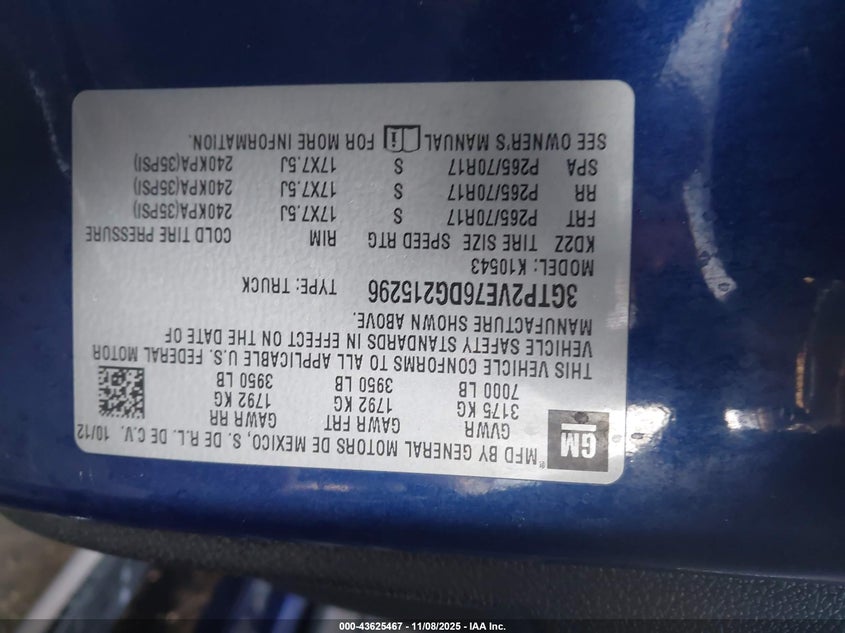 MFD BY GENERAL MOTORS DE MEXICO, S. DE R.L. DE C.V. 10/12
GM
GVWR GAWR FRT GAWR RR
3175 KG 1792 KG 1792 KG
7000 LB 3950 LB 3950 LB
THIS VEHICLE CONFORMS TO ALL APPLICABLE U.S. FEDERAL MOTOR
VEHICLE SAFETY STANDARDS IN EFFECT ON THE DATE OF
MANUFACTURE SHOWN ABOVE.
3GTP2VE76DG215296 TYPE: TRUCK
MODEL: K10543
KD2Z TIRE SIZE SPEED RTG RIM COLD TIRE PRESSURE
FRT P265/70R17 S 17X7.5J 240KPA(35PSI)
RR P265/70R17 S 17X7.5J 240KPA(35PSI)
SPA P265/70R17 S 17X7.5J 240KPA(35PSI)
SEE OWNER'S MANUAL FOR MORE INFORMATION.
000-43625467 - 11/08/2025 - IAA Inc.